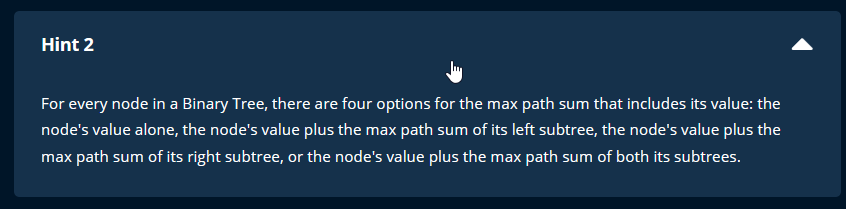 Hint 2
For every node in a Binary Tree, there are four options for the max path sum that includes its value: the
node's value alone, the node's value plus the max path sum of its left subtree, the node's value plus the
max path sum of its right subtree, or the node's value plus the max path sum of both its subtrees.